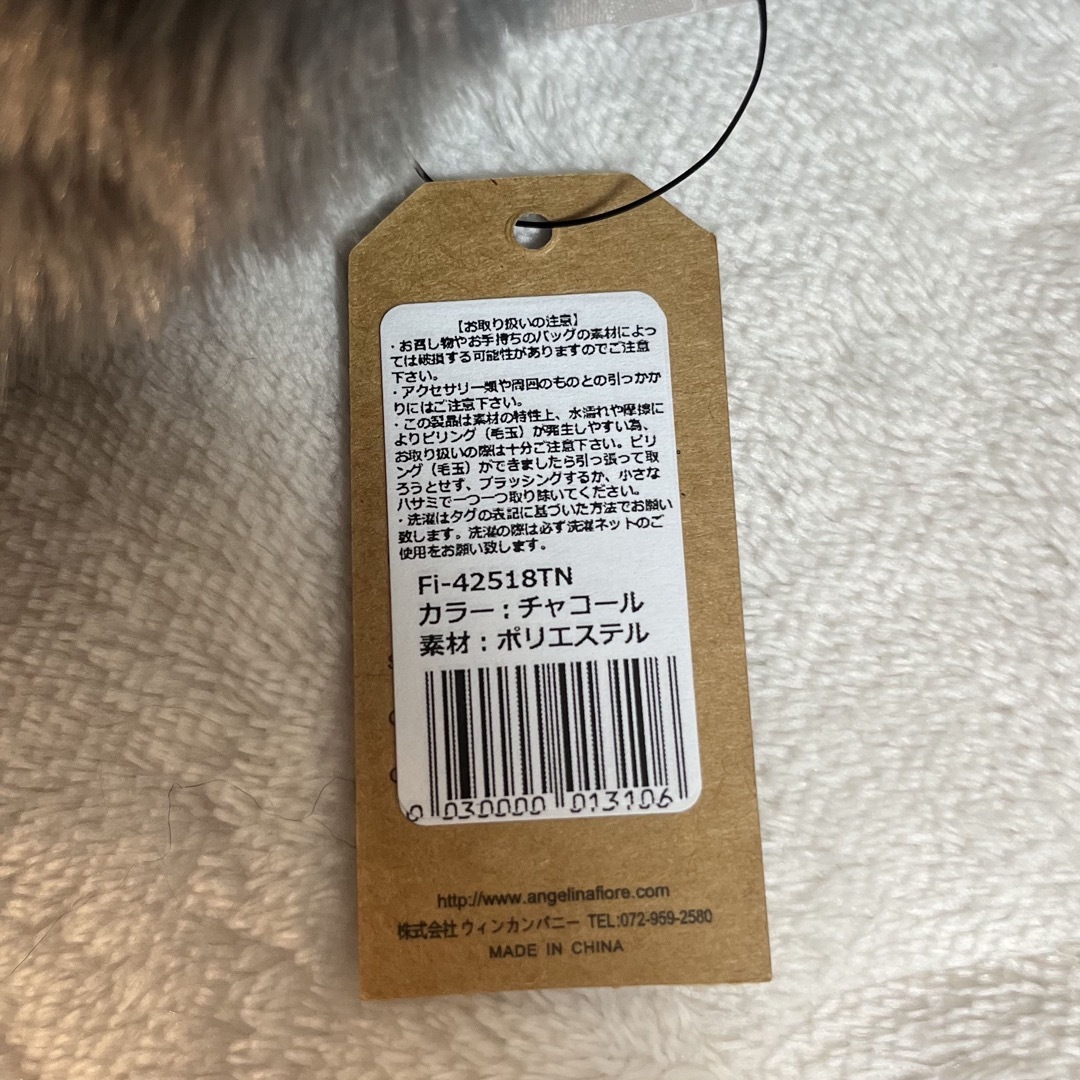 【お取り扱いの注意】
・お召し物やお手持ちのバッグの素材によっ
ては破損する可能性がありますのでご注意
下さい。
・アクセサリー類や周囲のものとの引っかか
りにはご注意下さい。
・この製品は素材の特性上、水濡れや摩擦に
よりピリング（毛玉）が発生しやすい為、
お取り扱いの際は十分ご注意下さい。ピリ
ング（毛玉）ができましたら引っ張って取
ろうとせず、ブラッシングするか、小さな
ハサミで一つ一つ取り除いてください。
・洗濯はタグの表記に基づいた方法でお願い
致します。洗濯の際は必ず洗濯ネットのご
使用をお願い致します。
Fi-42518TN
カラー：チャコール
素材：ポリエステル
0 030000 013106
http://www.angelinafiore.com
株式会社 ウィンカンパニー TEL:072-959-2580
MADE IN CHINA